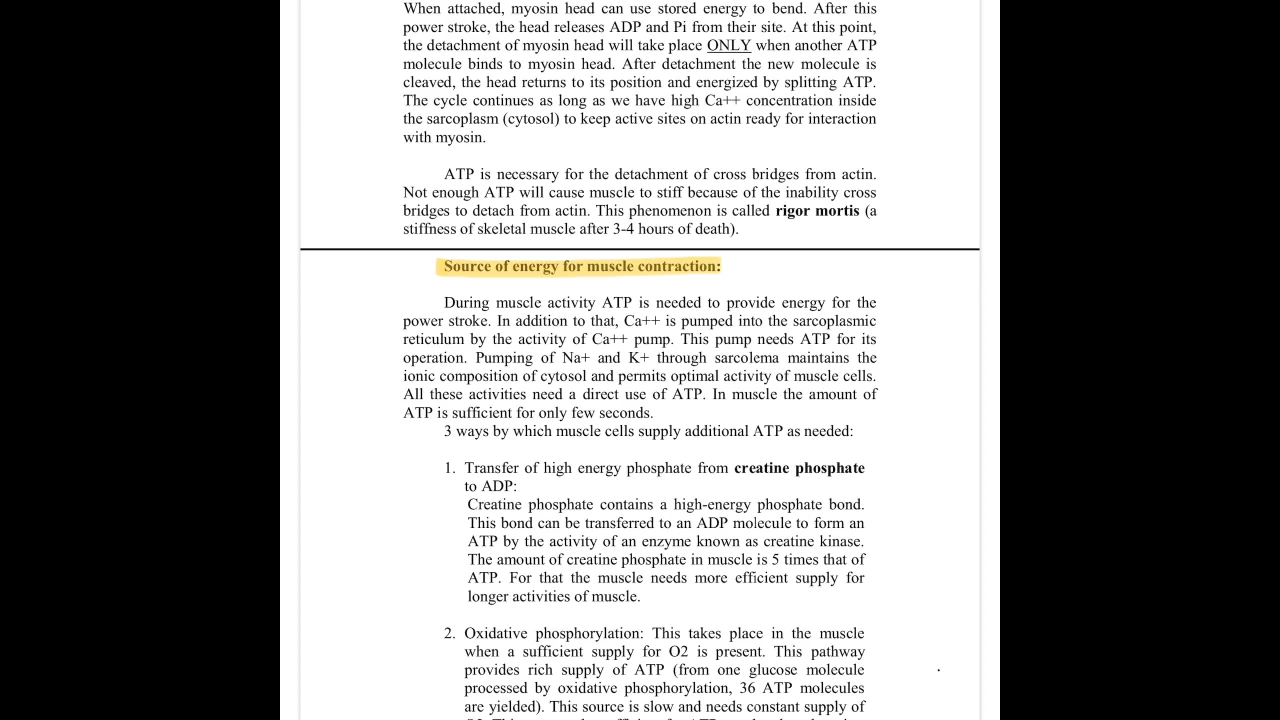 When attached, myosin head can use stored energy to bend. After this
power stroke, the head releases ADP and Pi from their site. At this point,
the detachment of myosin head will take place ONLY when another ATP
molecule binds to myosin head. After detachment the new molecule is
cleaved, the head returns to its position and energized by splitting ATP.
The cycle continues as long as we have high Ca++ concentration inside
the sarcoplasm (cytosol) to keep active sites on actin ready for interaction
with myosin.
ATP is necessary for the detachment of cross bridges from actin.
Not enough ATP will cause muscle to stiff because of the inability cross
bridges to detach from actin. This phenomenon is called rigor mortis (a
stiffness of skeletal muscle after 3-4 hours of death).
Source of energy for muscle contraction:
During muscle activity ATP is needed to provide energy for the
power stroke. In addition to that, Ca++ is pumped into the sarcoplasmic
reticulum by the activity of Ca++ pump. This pump needs ATP for its
operation. Pumping of Na+ and K+ through sarcolema maintains the
ionic composition of cytosol and permits optimal activity of muscle cells.
All these activities need a direct use of ATP. In muscle the amount of
ATP is sufficient for only few seconds.
3 ways by which muscle cells supply additional ATP as needed:
1. Transfer of high energy phosphate from creatine phosphate
to ADP:
Creatine phosphate contains a high-energy phosphate bond.
This bond can be transferred to an ADP molecule to form an
ATP by the activity of an enzyme known as creatine kinase.
The amount of creatine phosphate in muscle is 5 times that of
ATP. For that the muscle needs more efficient supply for
longer activities of muscle.
2. Oxidative phosphorylation: This takes place in the muscle
when a sufficient supply for O2 is present. This pathway
provides rich supply of ATP (from one glucose molecule
processed by oxidative phosphorylation, 36 ATP molecules
are yielded). This source is slow and needs constant supply of